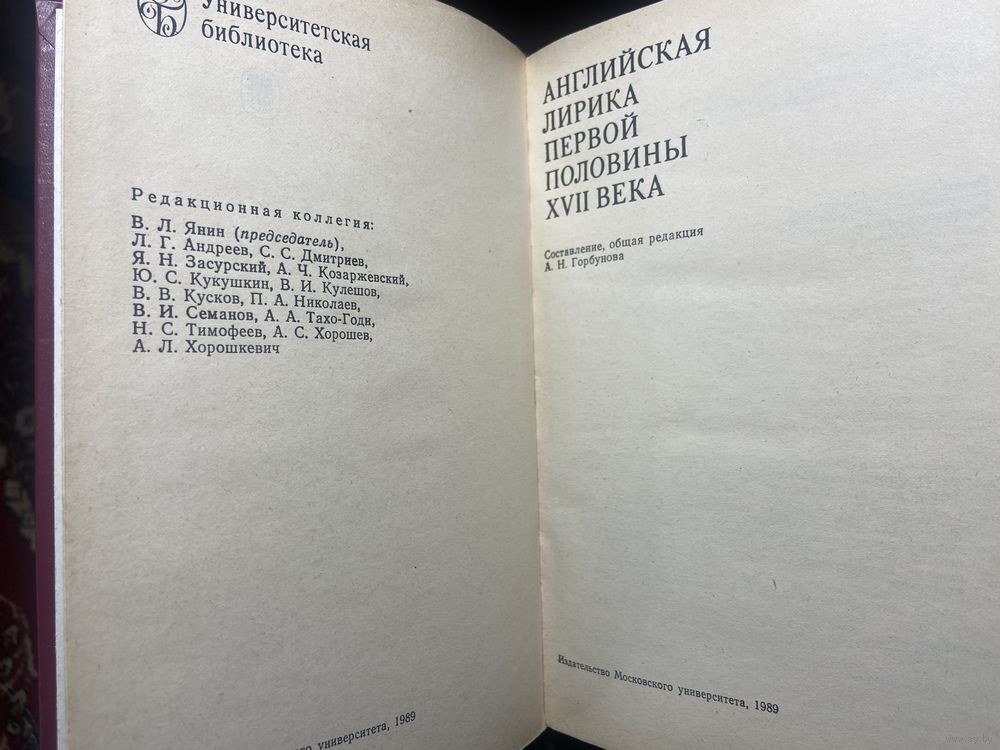 Университетская
библиотека
Редакционная коллегия:
В. Л. Янин (председатель),
Л. Г. Андреев, С. С. Дмитриев,
Я. Н. Засурский, А. Ч. Козаржевский,
Ю. С. Кукушкин, В. И. Кулешов,
В. В. Кусков, П. А. Николаев,
В. И. Семанов, А. А. Тахо-Годи,
Н. С. Тимофеев, А. С. Хорошев,
А. Л. Хорошкевич
университета, 1989
АНГЛИЙСКАЯ
ЛИРИКА
ПЕРВОЙ
ПОЛОВИНЫ
XVII ВЕКА
Составление, общая редакция
А. Н. Горбунова
Издательство Московского университета, 1989